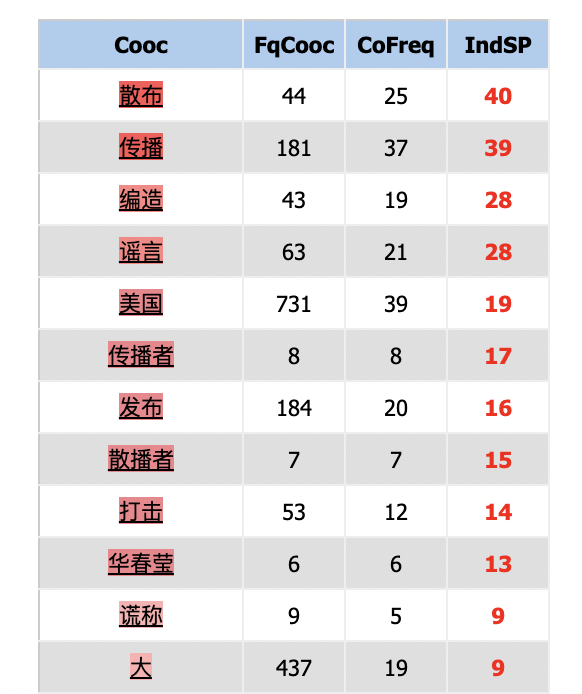 Cooc FqCooc CoFreq IndSP
散布 44 25 40
传播 181 37 39
编造 43 19 28
谣言 63 21 28
美国 731 39 19
传播者 8 8 17
发布 184 20 16
散播者 7 7 15
打击 53 12 14
华春莹 6 6 13
谎称 9 5 9
大 437 19 9